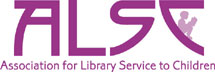 ALSC
Association for Library Service to Children